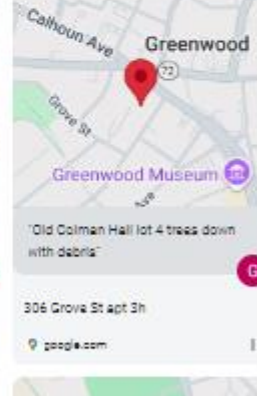 Calhoun Ave
Greenwood
72
Grove St
Greenwood Museum
Ave
"Old Colman Hall lot 4 trees down
with debris"
G
306 Grove St apt 3h
google.com